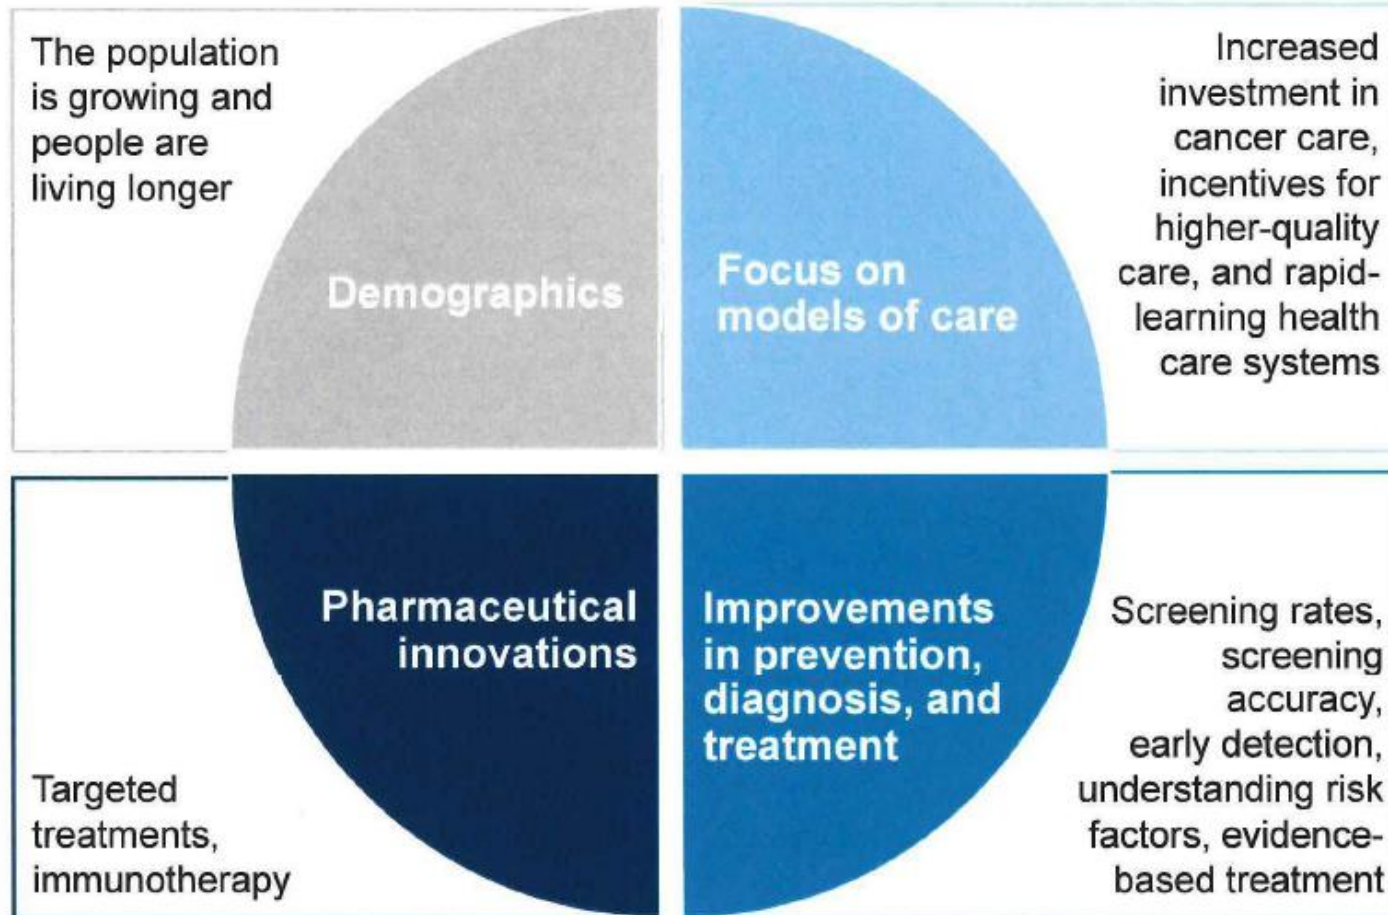 The population
is growing and
people are
living longer
Demographics
Focus on
models of care
Increased
investment in
cancer care,
incentives for
higher-quality
care, and rapid-
learning health
care systems
Pharmaceutical
innovations
Targeted
treatments,
immunotherapy
Improvements
in prevention,
diagnosis, and
treatment
Screening rates,
screening
accuracy,
early detection,
understanding risk
factors, evidence-
based treatment